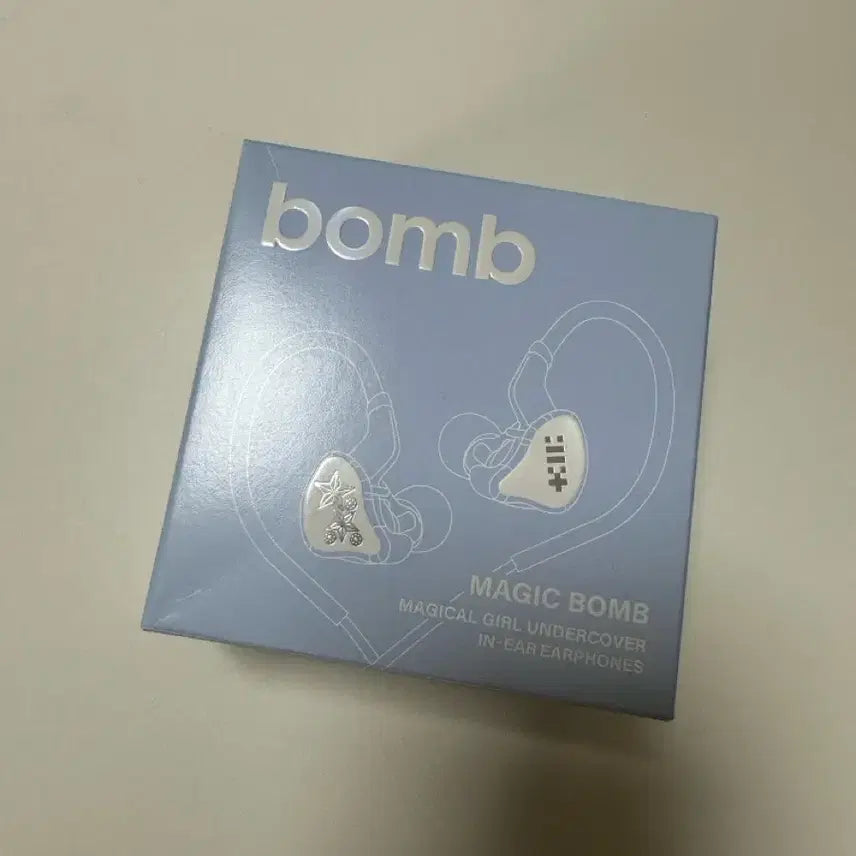 bomb
MAGIC BOMB
MAGICAL GIRL UNDERCOVER
IN-EAR EARPHONES